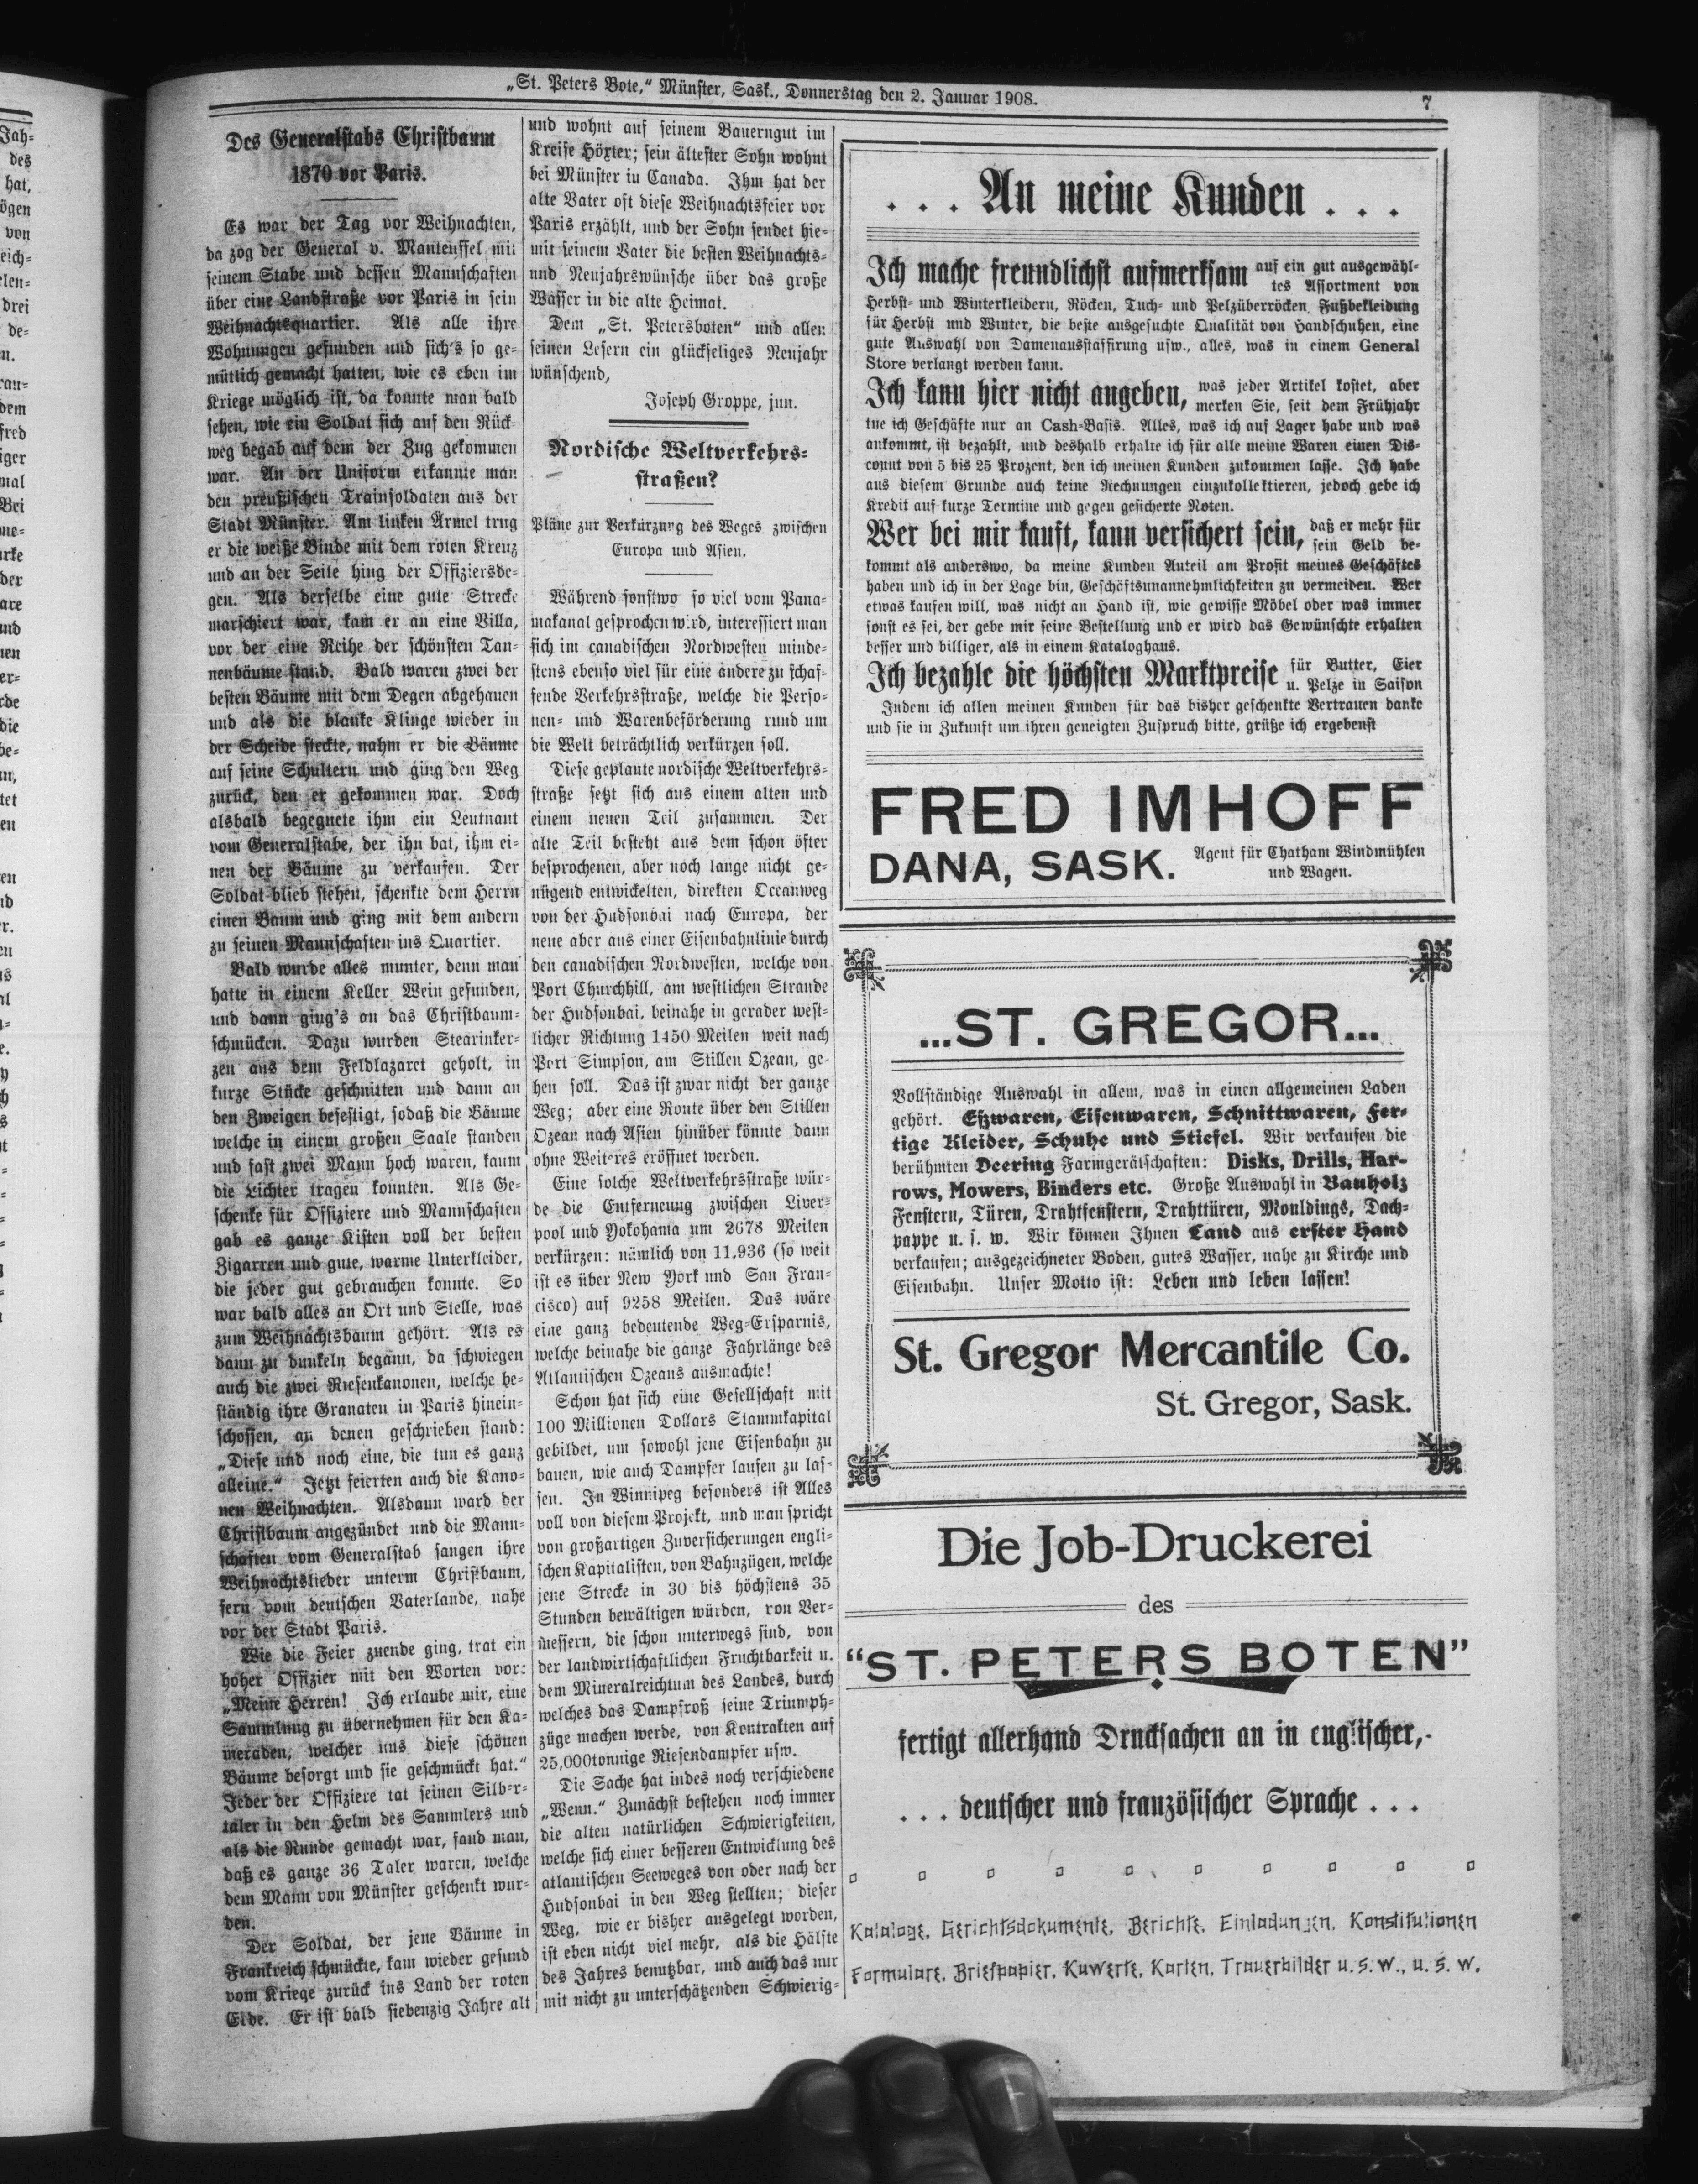 „St. Peters Bote,“ Münster, Sask., Donnerstag den 2. Januar 1908.
7
Des Generalstabs Christbaum
1870 vor Paris.
Es war der Tag vor Weihnachten,
da zog der General v. Manteuffel mit
seinem Stabe und dessen Mannschaften
über eine Landstraße vor Paris in sein
Weihnachtsquartier. Als alle ihre
Wohnungen gefunden und sich's so ge-
mütlich gemacht hatten, wie es eben im
Kriege möglich ist, da konnte man bald
sehen, wie ein Soldat sich auf den Rück-
weg begab auf dem der Zug gekommen
war. An der Uniform erkannte man
den preußischen Trainsoldaten aus der
Stadt Münster. Am linken Ärmel trug
er die weiße Binde mit dem roten Kreuz
und an der Seite hing der Offiziersde-
gen. Als derselbe eine gute Strecke
marschiert war, kam er an eine Villa,
vor der eine Reihe der schönsten Tan-
nenbäume stand. Bald waren zwei der
besten Bäume mit dem Degen abgehauen
und als die blanke Klinge wieder in
der Scheide steckte, nahm er die Bäume
auf seine Schultern und ging den Weg
zurück, den er gekommen war. Doch
alsbald begegnete ihm ein Leutnant
vom Generalstabe, der ihn bat, ihm ei-
nen der Bäume zu verkaufen. Der
Soldat blieb stehen, schenkte dem Herrn
einen Baum und ging mit dem andern
zu seinen Mannschaften ins Quartier.
Bald wurde alles munter, denn man
hatte in einem Keller Wein gefunden,
und dann ging's an das Christbaum-
schmücken. Dazu wurden Stearinker-
zen aus dem Feldlazaret geholt, in
kurze Stücke geschnitten und dann an
den Zweigen befestigt, sodaß die Bäume
welche in einem großen Saale standen
und fast zwei Mann hoch waren, kaum
die Lichter tragen konnten. Als Ge-
schenke für Offiziere und Mannschaften
gab es ganze Kisten voll der besten
Zigarren und gute, warme Unterkleider,
die jeder gut gebrauchen konnte. So
war bald alles an Ort und Stelle, was
zum Weihnachtsbaum gehört. Als es
dann zu dunkeln begann, da schwiegen
auch die zwei Riesenkanonen, welche be-
ständig ihre Granaten in Paris hinein-
schossen, an denen geschrieben stand:
„Diese und noch eine, die tun es ganz
alleine.“ Jetzt feierten auch die Kano-
nen Weihnachten. Alsdann ward der
Christbaum angezündet und die Mann-
schaften vom Generalstab sangen ihre
Weihnachtslieder unterm Christbaum,
fern vom deutschen Vaterlande, nahe
vor der Stadt Paris.
Wie die Feier zuende ging, trat ein
hoher Offizier mit den Worten vor:
„Meine Herren! Ich erlaube mir, eine
Sammlung zu übernehmen für den Ka-
meraden, welcher uns diese schönen
Bäume besorgt und sie geschmückt hat.“
Jeder der Offiziere tat seinen Silber-
taler in den Helm des Sammlers und
als die Runde gemacht war, fand man,
daß es ganze 36 Taler waren, welche
dem Mann von Münster geschenkt wur-
den.
Der Soldat, der jene Bäume in
Frankreich schmückte, kam wieder gesund
vom Kriege zurück ins Land der roten
Erde. Er ist bald siebenzig Jahre alt
und wohnt auf seinem Bauerngut im
Kreise Höxter; sein ältester Sohn wohnt
bei Münster in Canada. Ihm hat der
alte Vater oft diese Weihnachtsfeier vor
Paris erzählt, und der Sohn sendet hie-
mit seinem Vater die besten Weihnachts-
und Neujahrswünsche über das große
Wasser in die alte Heimat.
Dem „St. Petersboten“ und allen
seinen Lesern ein glückseliges Neujahr
wünschend,
Joseph Groppe, jun.
Nordische Weltverkehrs-
straßen?
Pläne zur Verkürzung des Weges zwischen
Europa und Asien.
Während sonstwo so viel vom Pana-
makanal gesprochen wird, interessiert man
sich im canadischen Nordwesten minde-
stens ebenso viel für eine andere zu schaf-
fende Verkehrsstraße, welche die Perso-
nen- und Warenbeförderung rund um
die Welt beträchtlich verkürzen soll.
Diese geplante nordische Weltverkehrs-
straße setzt sich aus einem alten und
einem neuen Teil zusammen. Der
alte Teil besteht aus dem schon öfter
besprochenen, aber noch lange nicht ge-
nügend entwickelten, direkten Oceanweg
von der Hudsonbai nach Europa, der
neue aber aus einer Eisenbahnlinie durch
den canadischen Nordwesten, welche von
Port Churchhill, am westlichen Strande
der Hudsonbai, beinahe in gerader west-
licher Richtung 1450 Meilen weit nach
Port Simpson, am Stillen Ozean, ge-
hen soll. Das ist zwar nicht der ganze
Weg; aber eine Route über den Stillen
Ozean nach Asien hinüber könnte dann
ohne Weiteres eröffnet werden.
Eine solche Weltverkehrsstraße wür-
de die Entfernung zwischen Liver-
pool und Yokohama um 2678 Meilen
verkürzen: nämlich von 11,936 (so weit
ist es über New York und San Fran-
cisco) auf 9258 Meilen. Das wäre
eine ganz bedeutende Weg-Ersparnis,
welche beinahe die ganze Fahrlänge des
Atlantischen Ozeans ausmachte!
Schon hat sich eine Gesellschaft mit
100 Millionen Dollars Stammkapital
gebildet, um sowohl jene Eisenbahn zu
bauen, wie auch Dampfer laufen zu las-
sen. In Winnipeg besonders ist Alles
voll von diesem Projekt, und man spricht
von großartigen Zuversicherungen engli-
schen Kapitalisten, von Bahnzügen, welche
jene Strecke in 30 bis höchstens 35
Stunden bewältigen würden, von Ver-
messern, die schon unterwegs sind, von
der landwirtschaftlichen Fruchtbarkeit u.
dem Mineralreichtum des Landes, durch
welches das Dampfroß seine Triumph-
züge machen werde, von Kontrakten auf
25,000tonnige Riesendampfer usw.
Die Sache hat indes noch verschiedene
„Wenn.“ Zunächst bestehen noch immer
die alten natürlichen Schwierigkeiten,
welche sich einer besseren Entwicklung des
atlantischen Seeweges von oder nach der
Hudsonbai in den Weg stellten; dieser
Weg, wie er bisher ausgelegt worden,
ist eben nicht viel mehr, als die Hälfte
des Jahres benutzbar, und auch das nur
mit nicht zu unterschätzenden Schwierig-
. . . An meine Kunden . . .
Ich mache freundlichst aufmerksam auf ein gut ausgewähl-
tes Assortment von
Herbst- und Winterkleidern, Röcken, Tuch- und Pelzüberröcken, Fußbekleidung
für Herbst und Winter, die beste ausgesuchte Qualität von Handschuhen, eine
gute Auswahl von Damenausstaffirung usw., alles, was in einem General
Store verlangt werden kann.
Ich kann hier nicht angeben, was jeder Artikel kostet, aber
merken Sie, seit dem Frühjahr
tue ich Geschäfte nur an Cash-Basis. Alles, was ich auf Lager habe und was
ankommt, ist bezahlt, und deshalb erhalte ich für alle meine Waren einen Dis-
count von 5 bis 25 Prozent, den ich meinen Kunden zukommen lasse. Ich habe
aus diesem Grunde auch keine Rechnungen einzukollektieren, jedoch gebe ich
Kredit auf kurze Termine und gegen gesicherte Noten.
Wer bei mir kauft, kann versichert sein, daß er mehr für
sein Geld be-
kommt als anderswo, da meine Kunden Anteil am Profit meines Geschäftes
haben und ich in der Lage bin, Geschäftsunannehmlichkeiten zu vermeiden. Wer
etwas kaufen will, was nicht an Hand ist, wie gewisse Möbel oder was immer
sonst es sei, der gebe mir seine Bestellung und er wird das Gewünschte erhalten
besser und billiger, als in einem Kataloghaus.
Ich bezahle die höchsten Marktpreise für Butter, Eier
u. Pelze in Saison
Indem ich allen meinen Kunden für das bisher geschenkte Vertrauen danke
und sie in Zukunft um ihren geneigten Zuspruch bitte, grüße ich ergebenst
FRED IMHOFF
DANA, SASK. Agent für Chatham Windmühlen
und Wagen.
...ST. GREGOR...
Vollständige Auswahl in allem, was in einen allgemeinen Laden
gehört. Eßwaren, Eisenwaren, Schnittwaren, Fer-
tige Kleider, Schuhe und Stiefel. Wir verkaufen die
berühmten Deering Farmgerätschaften: Disks, Drills, Har-
rows, Mowers, Binders etc. Große Auswahl in Bauholz
Fenstern, Türen, Drahtfenstern, Drahttüren, Mouldings, Dach-
pappe u. s. w. Wir können Ihnen Land aus erster Hand
verkaufen; ausgezeichneter Boden, gutes Wasser, nahe zu Kirche und
Eisenbahn. Unser Motto ist: Leben und leben lassen!
St. Gregor Mercantile Co.
St. Gregor, Sask.
Die Job-Druckerei
des
“ST. PETERS BOTEN”
fertigt allerhand Drucksachen an in englischer,
. . . deutscher und französischer Sprache . . .
Kataloge, Gerichtsdokumente, Berichte, Einladungen, Konstitutionen
Formulare, Briefpapier, Kuwerte, Karten, Trauerbilder u. s. w., u. s. w.